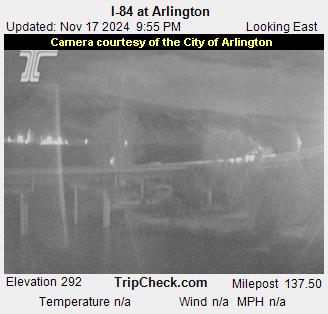 I-84 at Arlington
Updated: Nov 17 2024 9:55 PM Looking East
Camera courtesy of the City of Arlington
Elevation 292 TripCheck.com Milepost 137.50
Temperature n/a Wind n/a MPH n/a